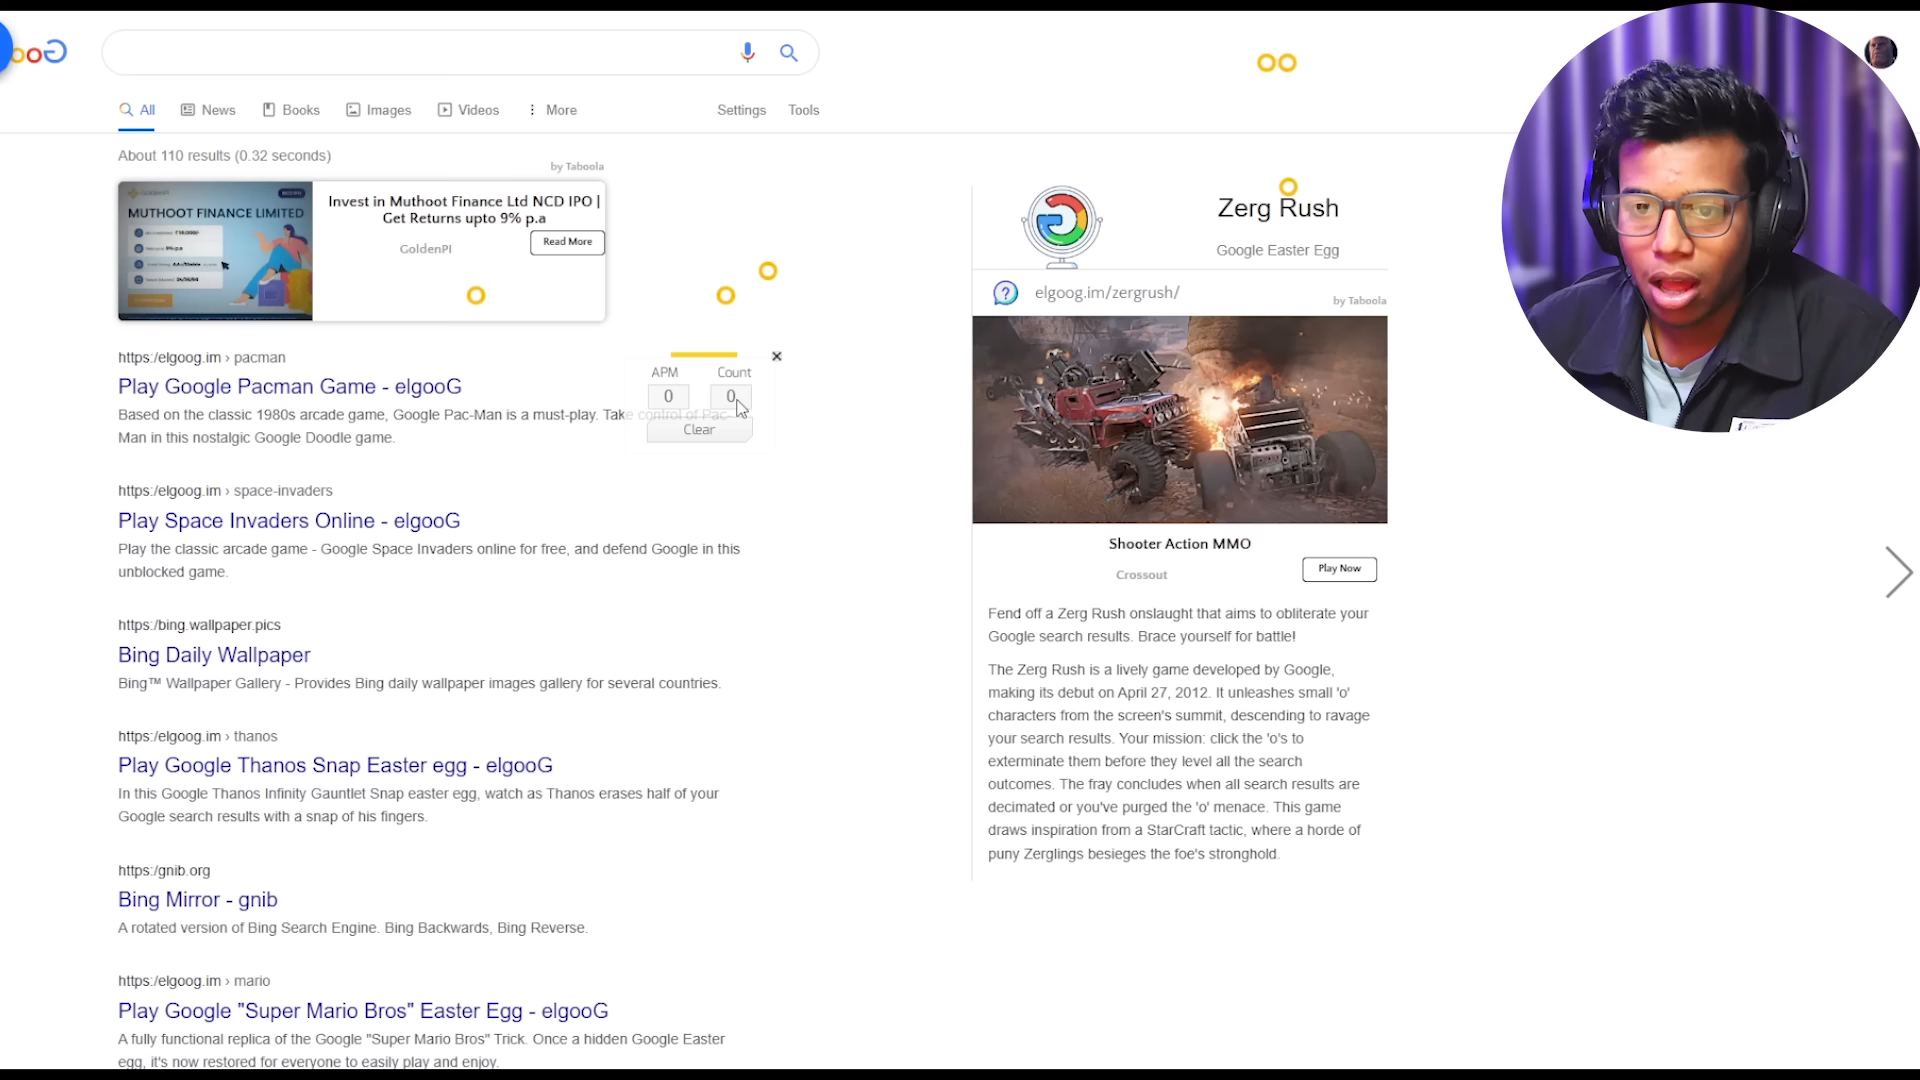 All
News
Books
Images
Videos
More
Settings
Tools
About 110 results (0.32 seconds)
by Taboola
MUTHOOT FINANCE LIMITED
Invest in Muthoot Finance Ltd NCD IPO |
Get Returns upto 9% p.a
GoldenPI
Read More
https:/elgoog.im › pacman
Play Google Pacman Game - elgooG
Based on the classic 1980s arcade game, Google Pac-Man is a must-play. Take control of Pac-
Man in this nostalgic Google Doodle game.
APM
Count
0
0
Clear
https:/elgoog.im › space-invaders
Play Space Invaders Online - elgooG
Play the classic arcade game - Google Space Invaders online for free, and defend Google in this
unblocked game.
https:/bing.wallpaper.pics
Bing Daily Wallpaper
Bing™ Wallpaper Gallery - Provides Bing daily wallpaper images gallery for several countries.
https:/elgoog.im › thanos
Play Google Thanos Snap Easter egg - elgooG
In this Google Thanos Infinity Gauntlet Snap easter egg, watch as Thanos erases half of your
Google search results with a snap of his fingers.
https:/gnib.org
Bing Mirror - gnib
A rotated version of Bing Search Engine. Bing Backwards, Bing Reverse.
https:/elgoog.im › mario
Play Google "Super Mario Bros" Easter Egg - elgooG
A fully functional replica of the Google "Super Mario Bros" Trick. Once a hidden Google Easter
egg, it's now restored for everyone to easily play and enjoy.
Zerg Rush
Google Easter Egg
elgoog.im/zergrush/
by Taboola
Shooter Action MMO
Crossout
Play Now
Fend off a Zerg Rush onslaught that aims to obliterate your
Google search results. Brace yourself for battle!
The Zerg Rush is a lively game developed by Google,
making its debut on April 27, 2012. It unleashes small 'o'
characters from the screen's summit, descending to ravage
your search results. Your mission: click the 'o's to
exterminate them before they level all the search
outcomes. The fray concludes when all search results are
decimated or you've purged the 'o' menace. This game
draws inspiration from a StarCraft tactic, where a horde of
puny Zerglings besieges the foe's stronghold.